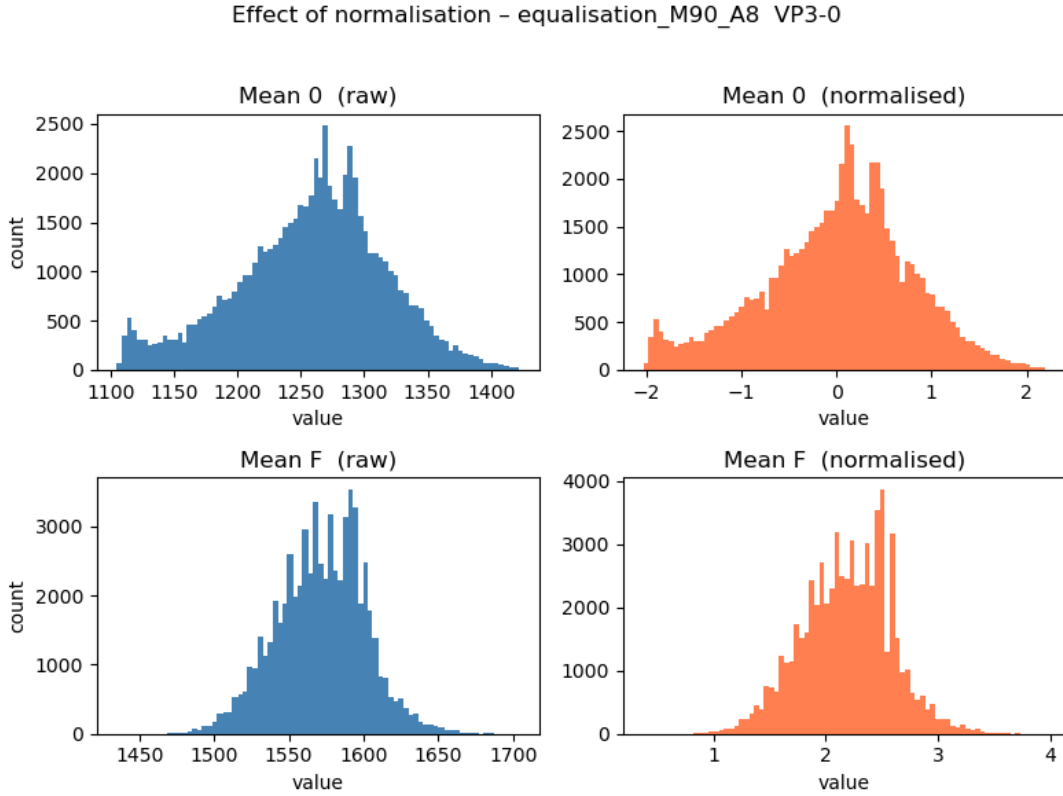 Effect of normalisation – equalisation_M90_A8  VP3-0
Mean 0  (raw)
Mean 0  (normalised)
2500
2000
1500
1000
500
0
count
1100 1150 1200 1250 1300 1350 1400
value
2500
2000
1500
1000
500
0
−2 −1 0 1 2
value
Mean F  (raw)
Mean F  (normalised)
3000
2000
1000
0
count
1450 1500 1550 1600 1650 1700
value
4000
3000
2000
1000
0
1 2 3 4
value